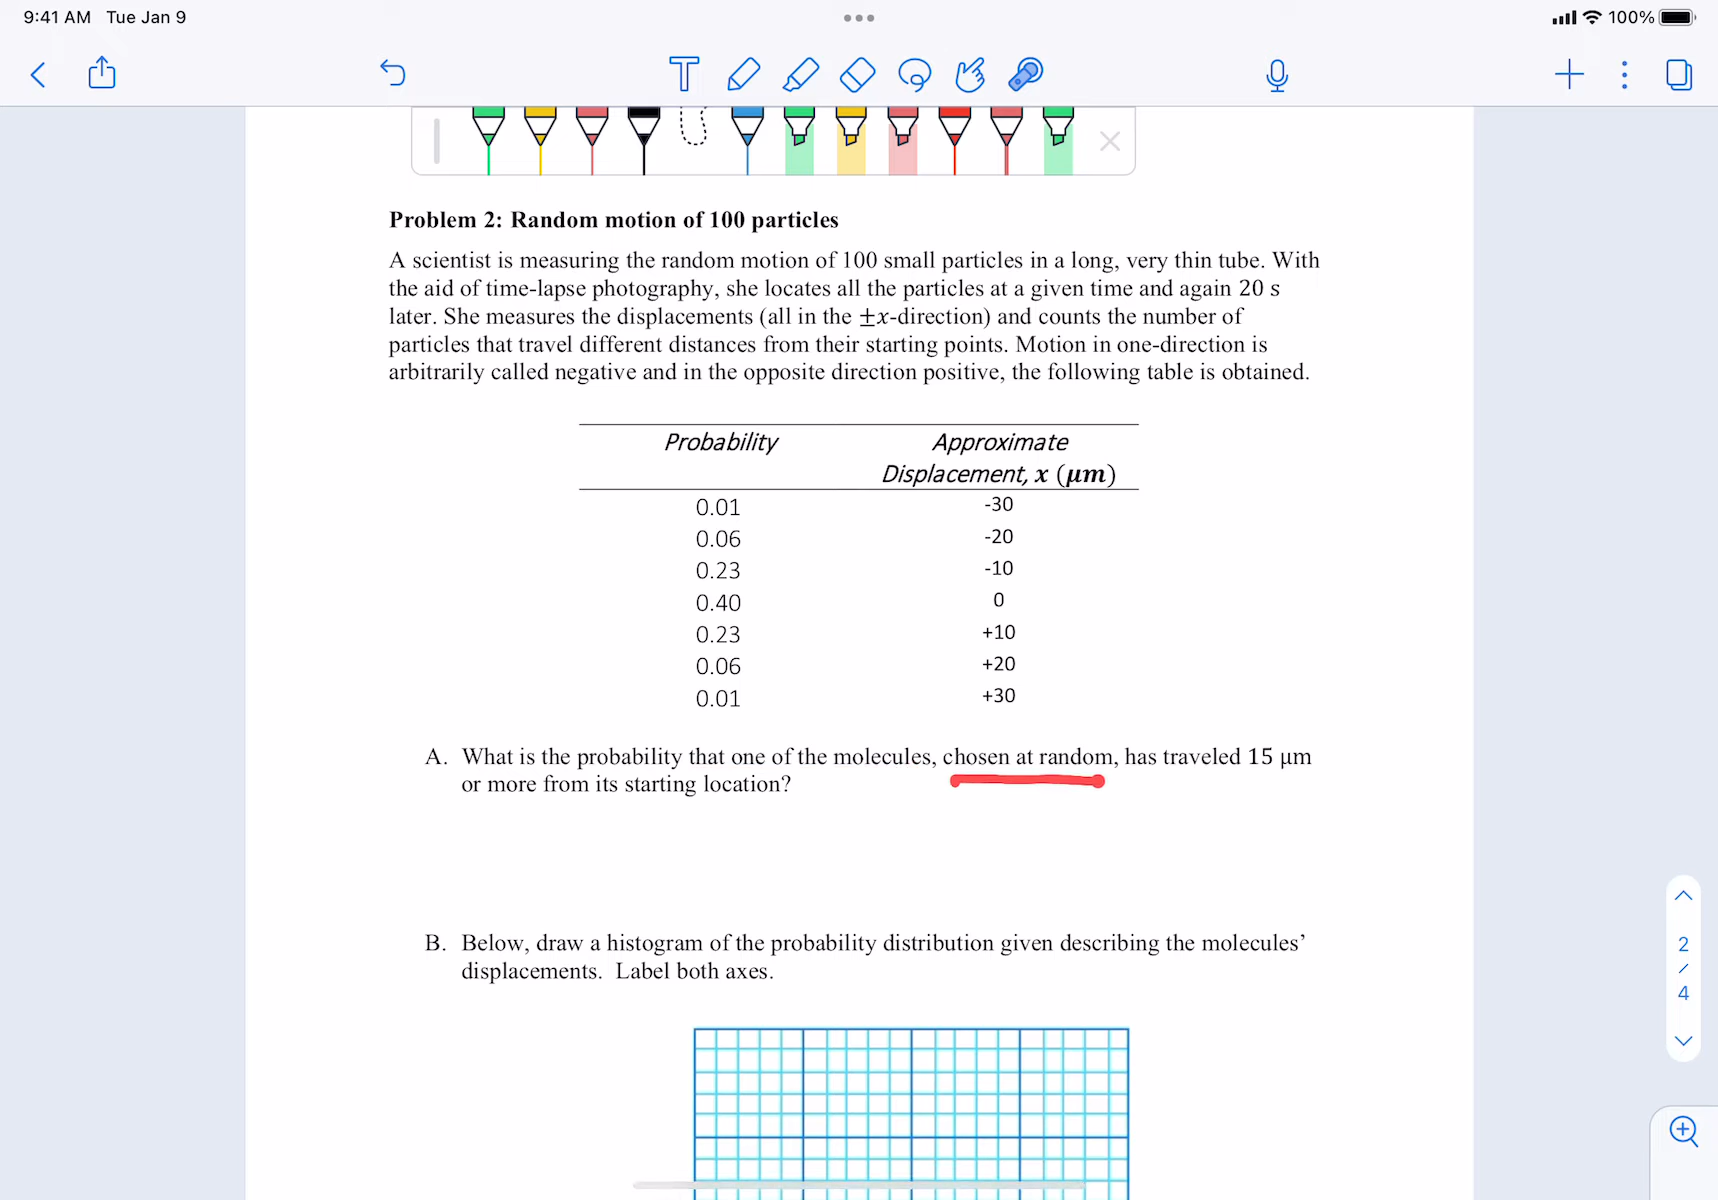 9:41 AM Tue Jan 9
100%
Problem 2: Random motion of 100 particles
A scientist is measuring the random motion of 100 small particles in a long, very thin tube. With
the aid of time-lapse photography, she locates all the particles at a given time and again 20 s
later. She measures the displacements (all in the ±x-direction) and counts the number of
particles that travel different distances from their starting points. Motion in one-direction is
arbitrarily called negative and in the opposite direction positive, the following table is obtained.
Probability Approximate
Displacement, x (μm)
0.01 -30
0.06 -20
0.23 -10
0.40 0
0.23 +10
0.06 +20
0.01 +30
A. What is the probability that one of the molecules, chosen at random, has traveled 15 μm
or more from its starting location?
B. Below, draw a histogram of the probability distribution given describing the molecules’
displacements. Label both axes.
2
/
4